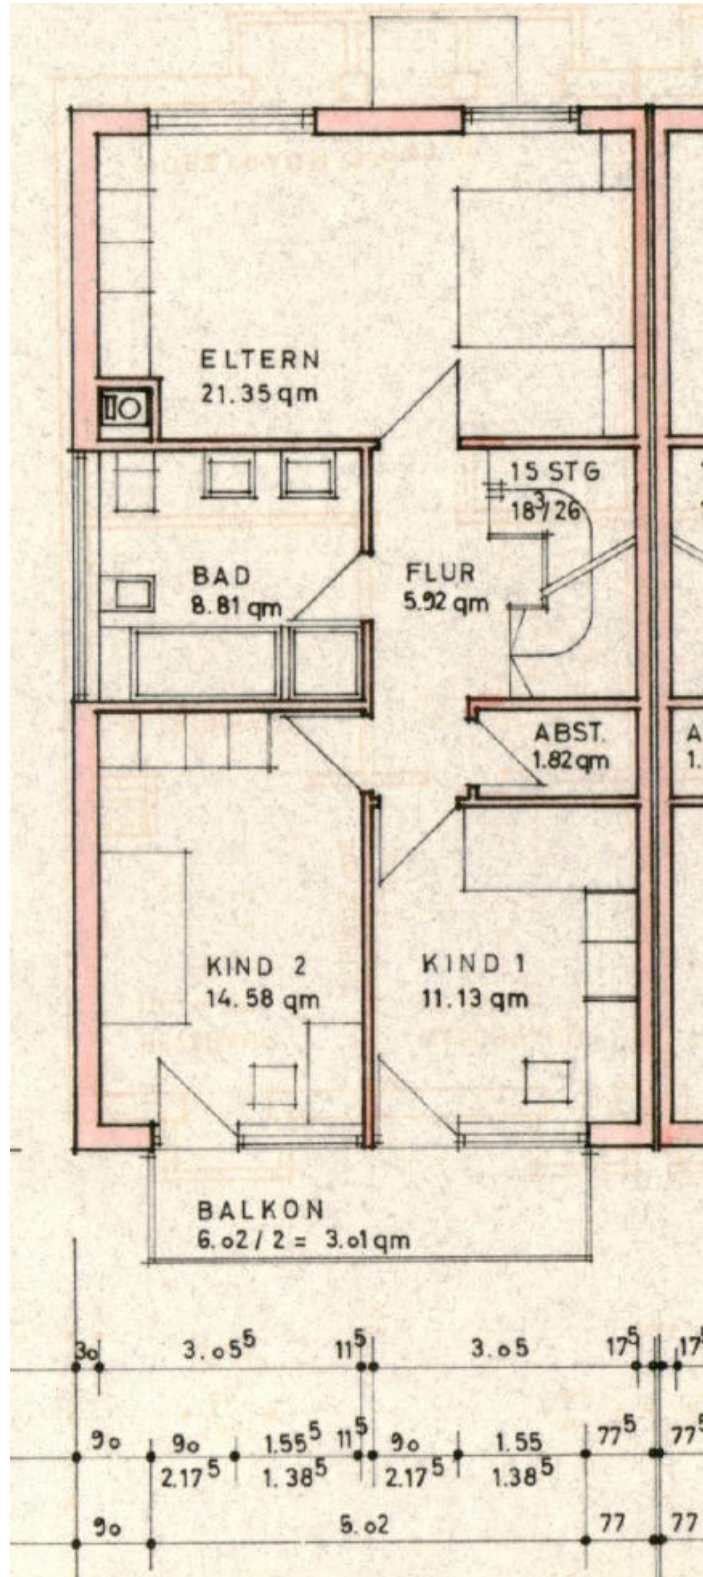 ELTERN
21.35 qm
15 STG
18³/26
BAD
8.81 qm
FLUR
5.92 qm
ABST.
1.82 qm
A
1.
KIND 2
14.58 qm
KIND 1
11.13 qm
BALKON
6.02 / 2 = 3.01 qm
30 3.05⁵ 11⁵ 3.05 17⁵ 17⁵
90 90 1.55⁵ 11⁵ 90 1.55 77⁵ 77⁵
2.17⁵ 1.38⁵ 2.17⁵ 1.38⁵
90 5.02 77 77